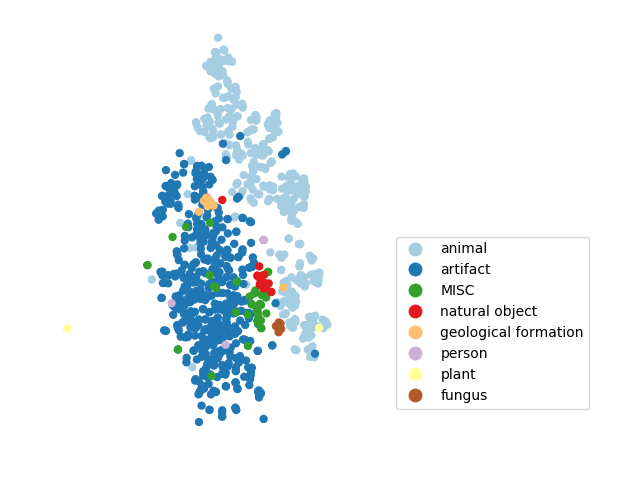 animal
artifact
MISC
natural object
geological formation
person
plant
fungus